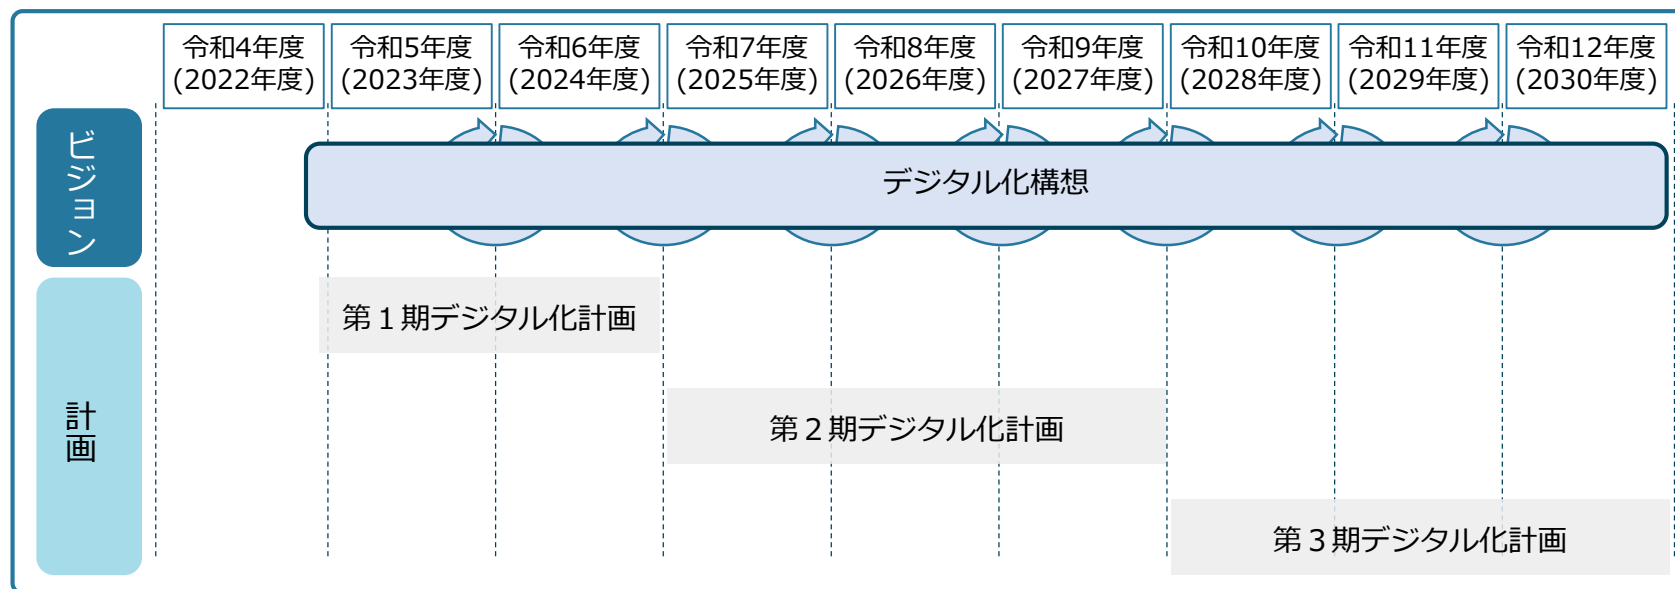 令和4年度
(2022年度)
令和5年度
(2023年度)
令和6年度
(2024年度)
令和7年度
(2025年度)
令和8年度
(2026年度)
令和9年度
(2027年度)
令和10年度
(2028年度)
令和11年度
(2029年度)
令和12年度
(2030年度)
ビジョン
デジタル化構想
計画
第１期デジタル化計画
第２期デジタル化計画
第３期デジタル化計画